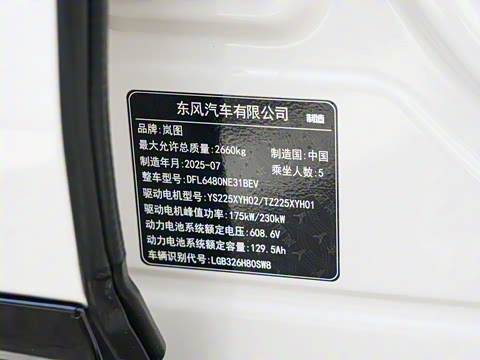 东风汽车有限公司 制造
品牌:岚图
最大允许总质量:2660kg 制造国:中国
制造年月:2025-07 乘坐人数:5
整车型号:DFL6480NE31BEV
驱动电机型号:YS225XYH02/TZ225XYH01
驱动电机峰值功率:175kW/230kW
动力电池系统额定电压:608.6V
动力电池系统额定容量:129.5Ah
车辆识别代号:LGB326H80SW8